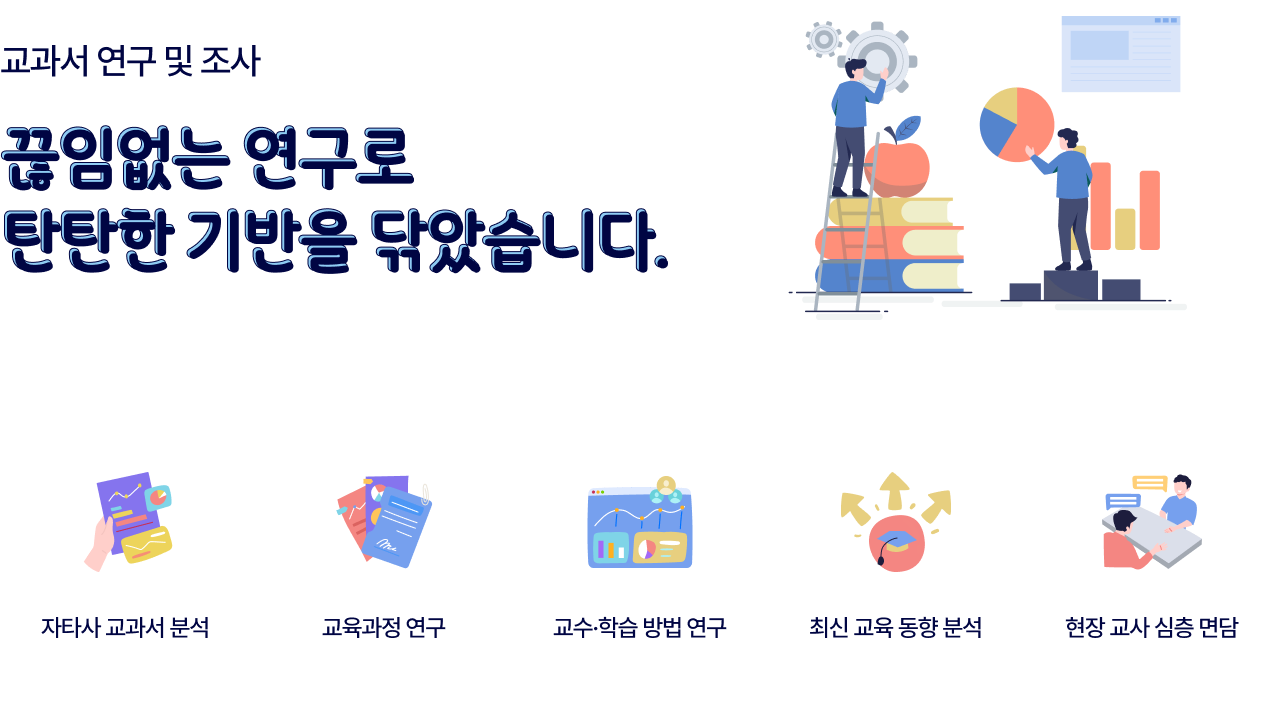 교과서 연구 및 조사
끊임없는 연구로
탄탄한 기반을 닦았습니다.
자타사 교과서 분석
교육과정 연구
교수·학습 방법 연구
최신 교육 동향 분석
현장 교사 심층 면담